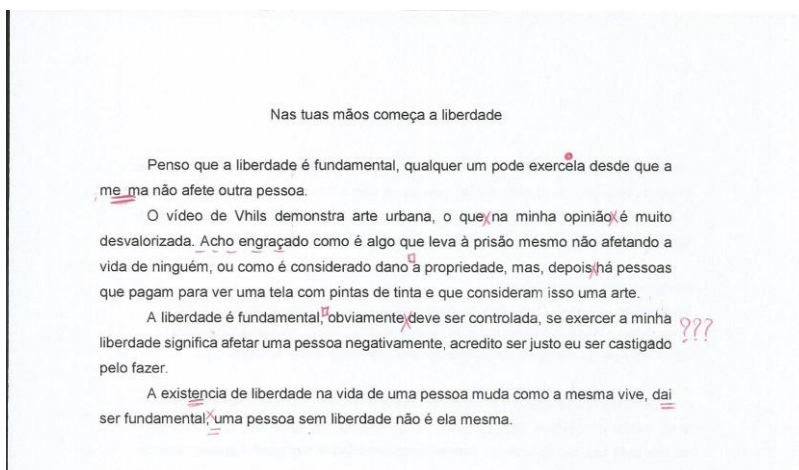 Nas tuas mãos começa a liberdade
Penso que a liberdade é fundamental, qualquer um pode exercela desde que a
me ma não afete outra pessoa.
O vídeo de Vhils demonstra arte urbana, o que na minha opinião é muito
desvalorizada. Acho engraçado como é algo que leva à prisão mesmo não afetando a
vida de ninguém, ou como é considerado dano a propriedade, mas, depois há pessoas
que pagam para ver uma tela com pintas de tinta e que consideram isso uma arte.
A liberdade é fundamental, obviamente deve ser controlada, se exercer a minha ???
liberdade significa afetar uma pessoa negativamente, acredito ser justo eu ser castigado
pelo fazer.
A existencia de liberdade na vida de uma pessoa muda como a mesma vive, dai
ser fundamental, uma pessoa sem liberdade não é ela mesma.